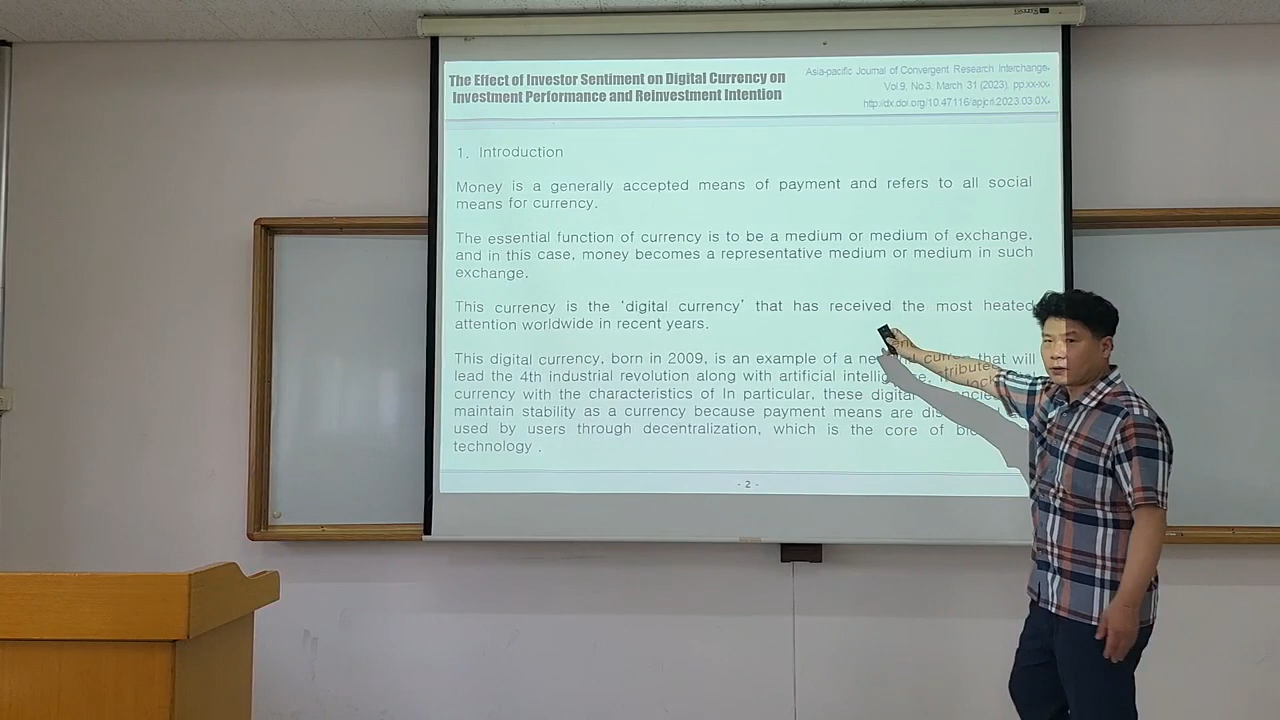 The Effect of Investor Sentiment on Digital Currency on
Investment Performance and Reinvestment Intention
Asia-pacific Journal of Convergent Research Interchange
Vol.9, No.3, March 31 (2023), pp.xx-xx
http://dx.doi.org/10.47116/apjcri.2023.03.0X
1. Introduction
Money is a generally accepted means of payment and refers to all social
means for currency.
The essential function of currency is to be a medium or medium of exchange,
and in this case, money becomes a representative medium or medium in such
exchange.
This currency is the 'digital currency' that has received the most heated
attention worldwide in recent years.
This digital currency, born in 2009, is an example of a that will
lead the 4th industrial revolution along with artificial
currency with the characteristics of In particular, these digital
maintain stability as a currency because payment means are
used by users through decentralization, which is the core of
technology .
- 2 -